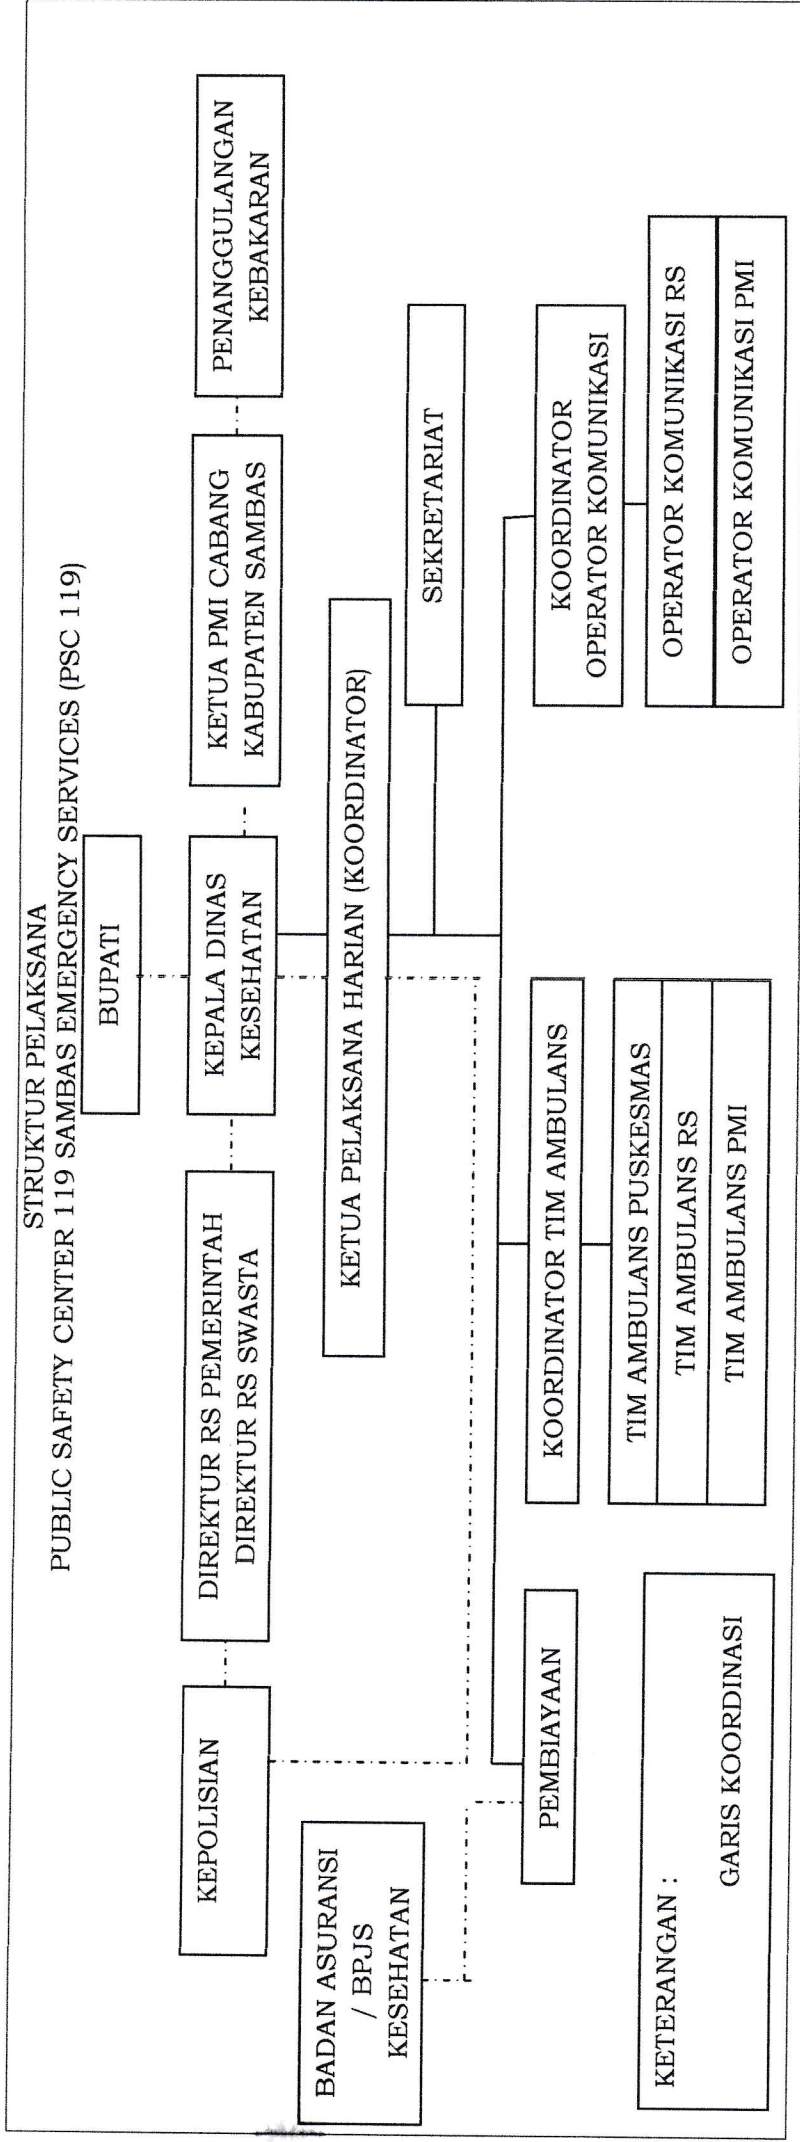 STRUKTUR PELAKSANA
PUBLIC SAFETY CENTER 119 SAMBAS EMERGENCY SERVICES (PSC 119)
BUPATI
KEPOLISIAN
DIREKTUR RS PEMERINTAH
DIREKTUR RS SWASTA
KEPALA DINAS
KESEHATAN
KETUA PMI CABANG
KABUPATEN SAMBAS
PENANGGULANGAN
KEBAKARAN
BADAN ASURANSI
/ BPJS
KESEHATAN
KETUA PELAKSANA HARIAN (KOORDINATOR)
SEKRETARIAT
PEMBIAYAAN
KOORDINATOR TIM AMBULANS
TIM AMBULANS PUSKESMAS
TIM AMBULANS RS
TIM AMBULANS PMI
KOORDINATOR
OPERATOR KOMUNIKASI
OPERATOR KOMUNIKASI RS
OPERATOR KOMUNIKASI PMI
KETERANGAN :
GARIS KOORDINASI